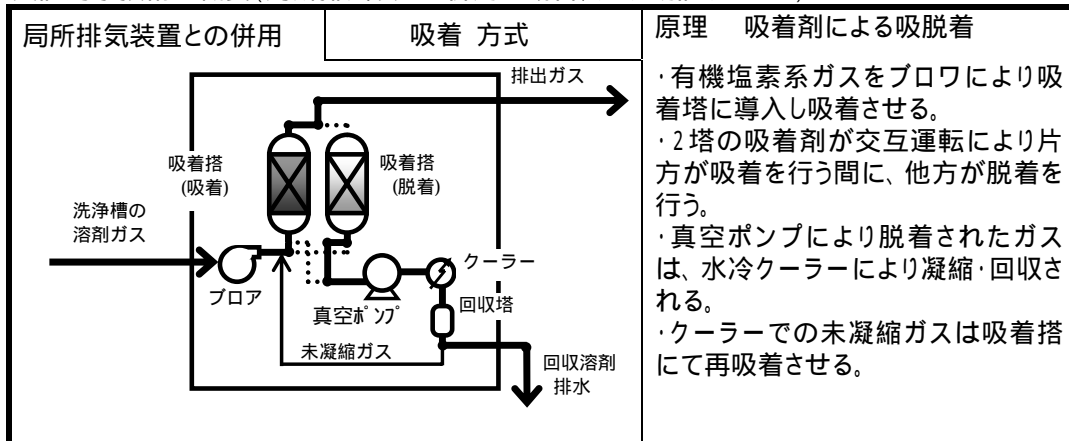 局所排気装置との併用
吸着 方式
排出ガス
吸着搭
(吸着)
吸着搭
(脱着)
洗浄槽の
溶剤ガス
ブロア
クーラー
真空ﾎﾟﾝﾌﾟ
回収塔
未凝縮ガス
回収溶剤
排水
原理 吸着剤による吸脱着
･有機塩素系ガスをブロワにより吸
着塔に導入し吸着させる。
･2塔の吸着剤が交互運転により片
方が吸着を行う間に、他方が脱着を
行う。
･真空ポンプにより脱着されたガス
は、水冷クーラーにより凝縮･回収さ
れる。
･クーラーでの未凝縮ガスは吸着搭
にて再吸着させる。